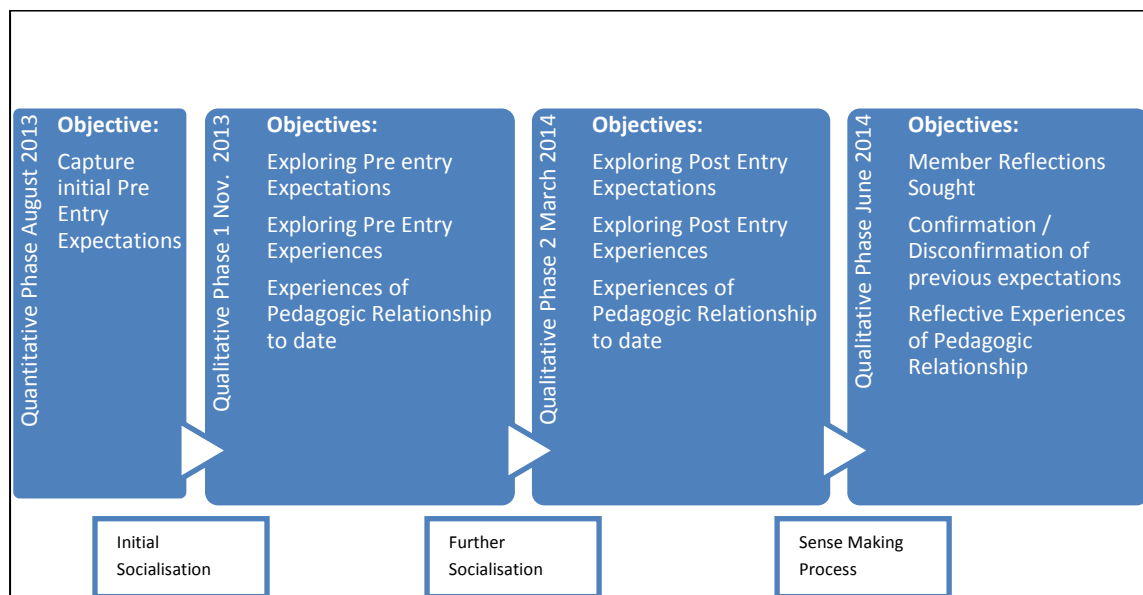 Quantitative Phase August 2013
Objective:
Capture
initial Pre
Entry
Expectations
Qualitative Phase 1 Nov. 2013
Objectives:
Exploring Pre entry
Expectations
Exploring Pre Entry
Experiences
Experiences of
Pedagogic Relationship
to date
Qualitative Phase 2 March 2014
Objectives:
Exploring Post Entry
Expectations
Exploring Post Entry
Experiences
Experiences of
Pedagogic Relationship
to date
Qualitative Phase June 2014
Objectives:
Member Reflections
Sought
Confirmation /
Disconfirmation of
previous expectations
Reflective Experiences
of Pedagogic
Relationship
Initial
Socialisation
Further
Socialisation
Sense Making
Process